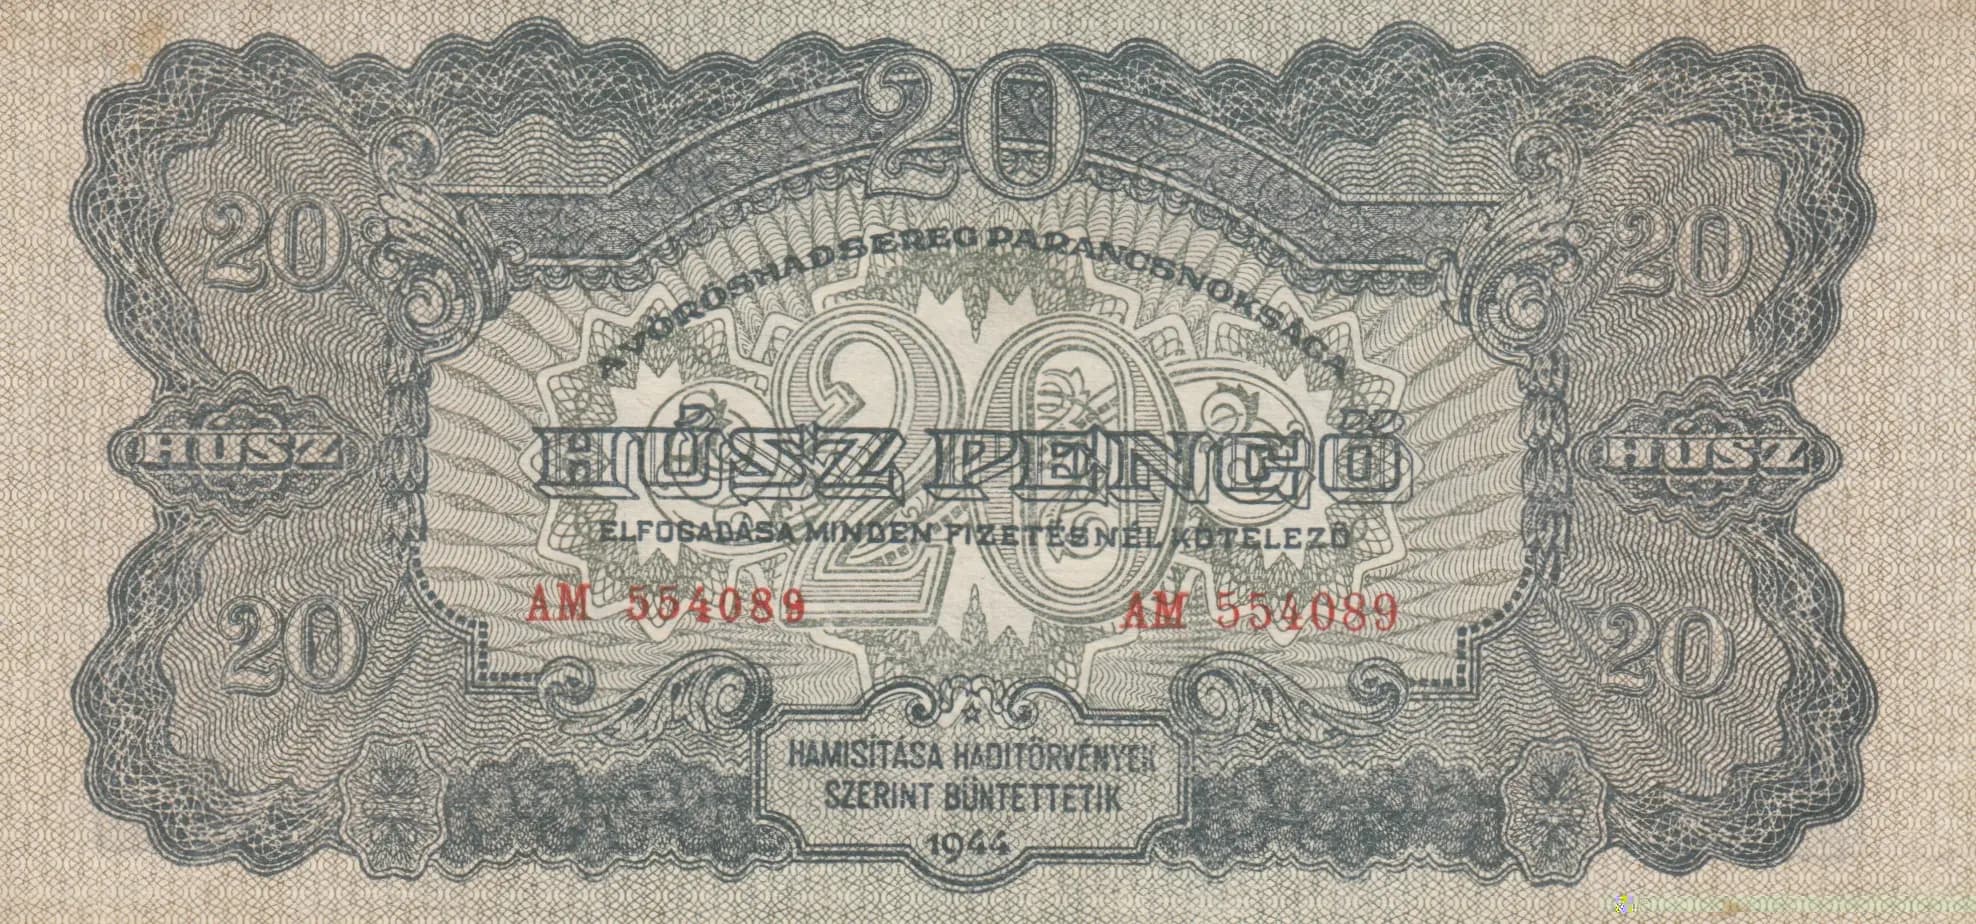 20
20 20
A VÖRÖSHADSEREG PARANCSNOKSÁGA
20
HÚSZ HÚSZ PENGŐ HÚSZ
ELFOGADÁSA MINDEN FIZETÉSNÉL KÖTELEZŐ
AM 554089 AM 554089
20 20
HAMISÍTÁSA HADITÖRVÉNYEK
SZERINT BÜNTETTETIK
1944